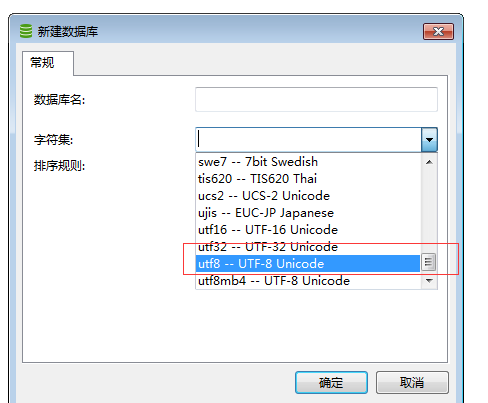 新建数据库
常规
数据库名:
字符集:
排序规则:
swe7 -- 7bit Swedish
tis620 -- TIS620 Thai
ucs2 -- UCS-2 Unicode
ujis -- EUC-JP Japanese
utf16 -- UTF-16 Unicode
utf32 -- UTF-32 Unicode
utf8 -- UTF-8 Unicode
utf8mb4 -- UTF-8 Unicode
确定
取消